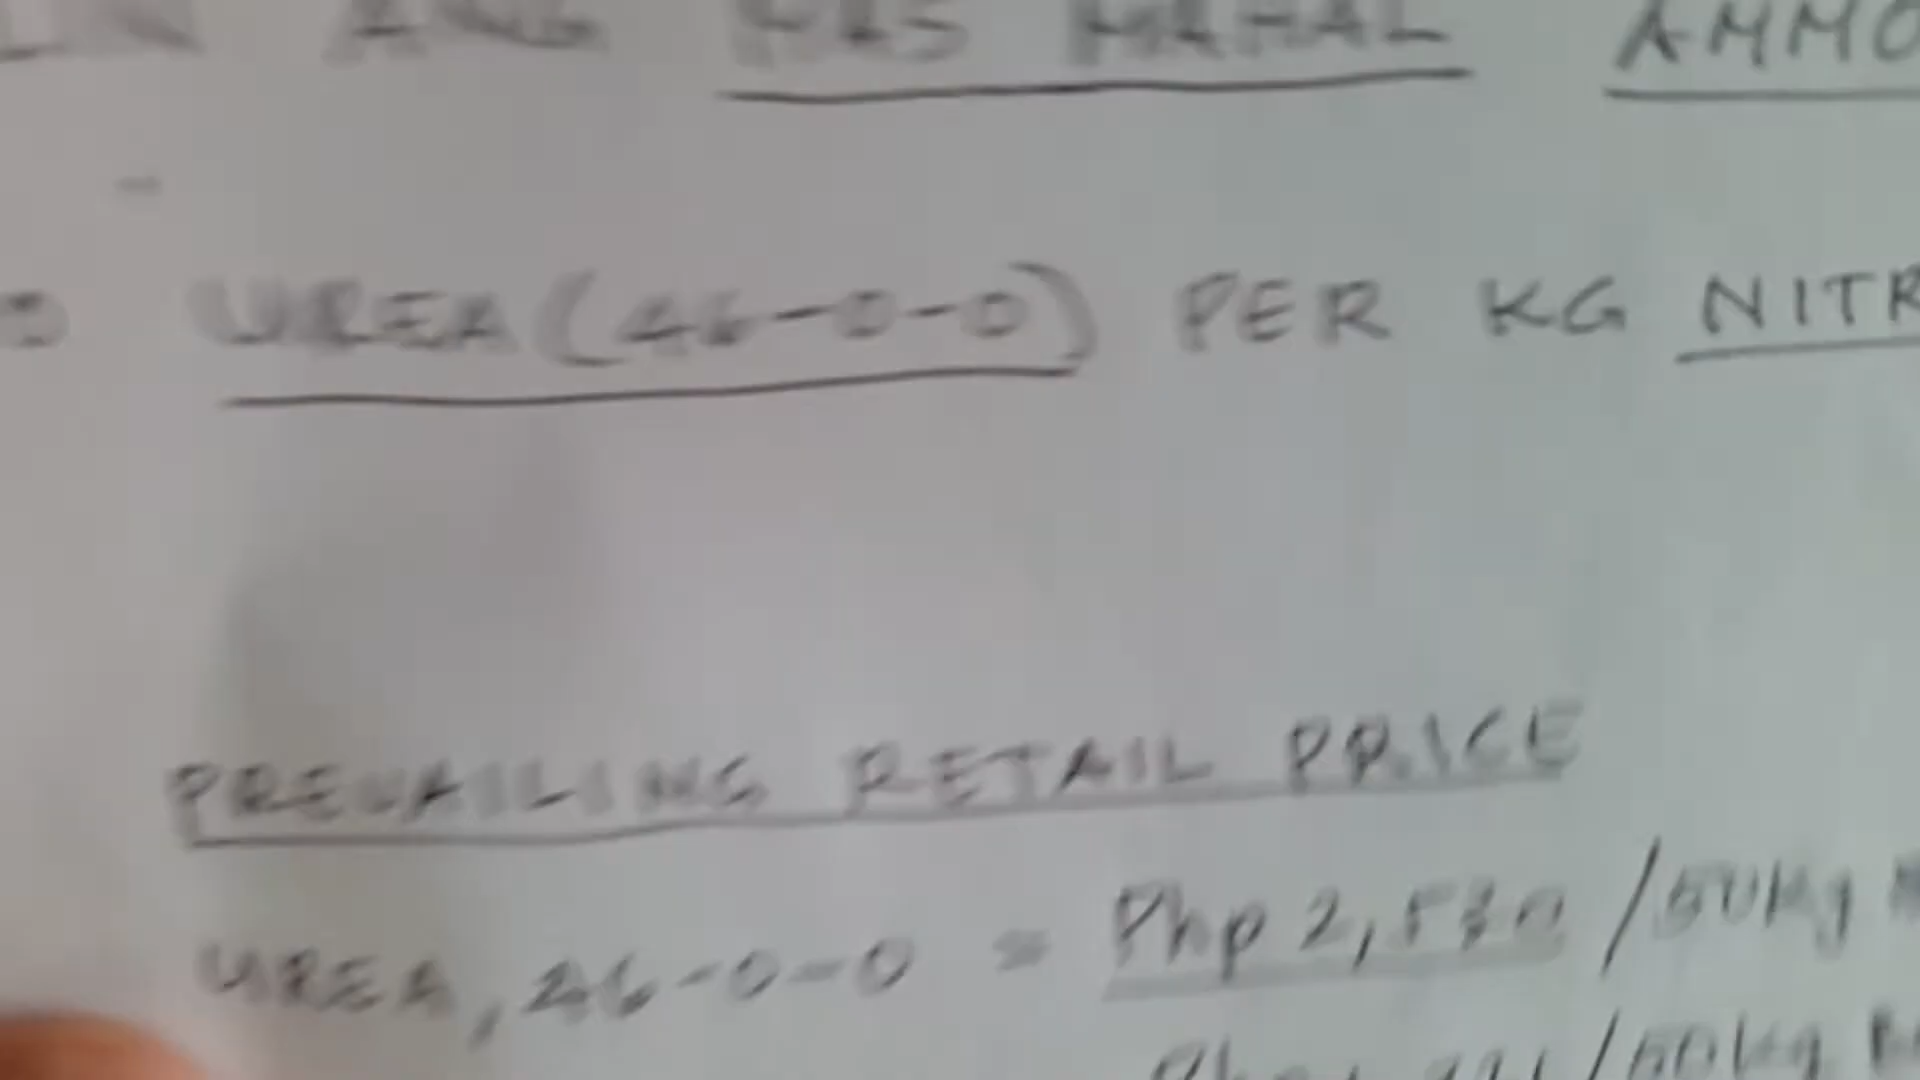 ANG MAS MAHAL AMMO
UREA (46-0-0) PER KG NITR
PREVAILING RETAIL PRICE
UREA, 46-0-0 = Php 2,530 /50kg
/50kg